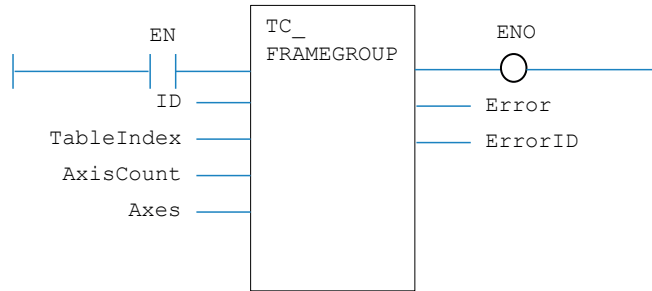 EN
TC_
FRAMEGROUP
ENO
ID
Error
TableIndex
ErrorID
AxisCount
Axes